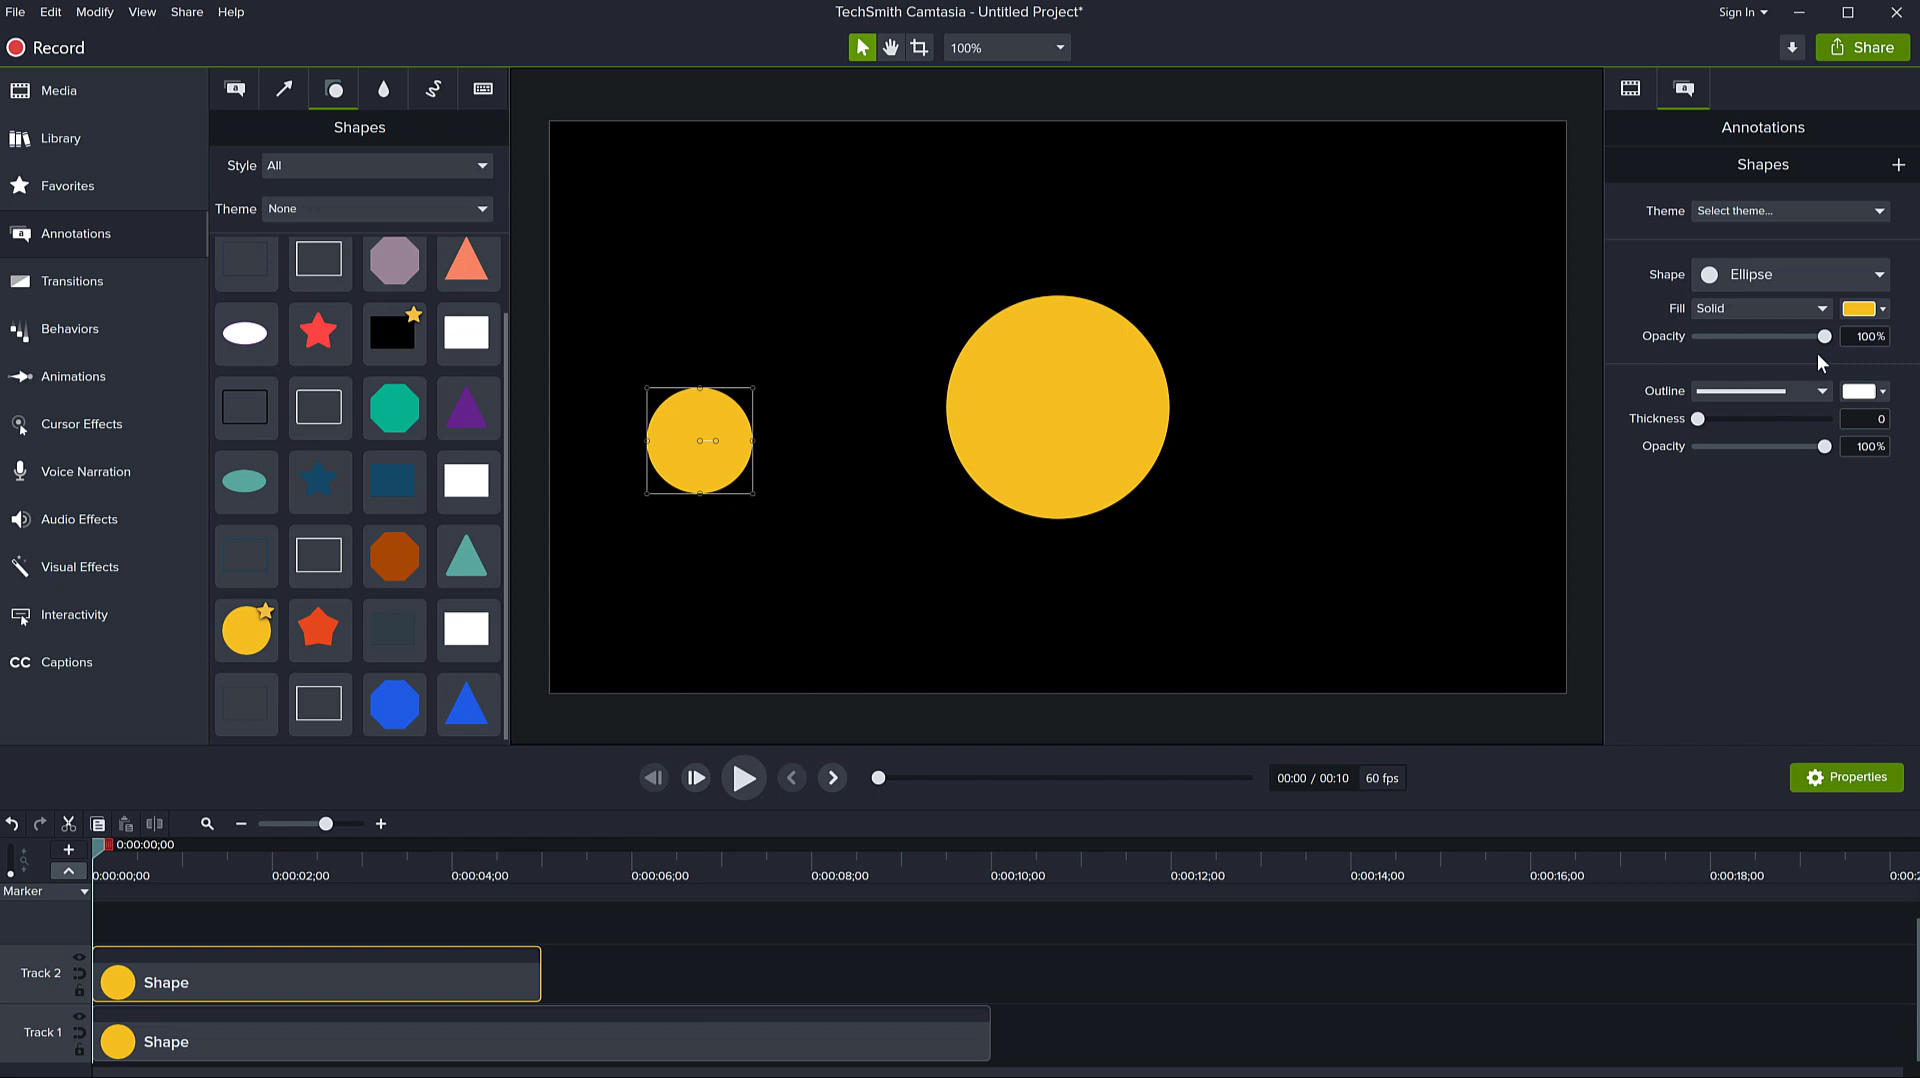 File Edit Modify View Share Help
TechSmith Camtasia - Untitled Project*
Sign In
Record
100%
Share
Media
Library
Favorites
Annotations
Transitions
Behaviors
Animations
Cursor Effects
Voice Narration
Audio Effects
Visual Effects
Interactivity
CC Captions
Shapes
Style All
Theme None
Annotations
Shapes
Theme Select theme...
Shape Ellipse
Fill Solid
Opacity 100%
Outline
Thickness 0
Opacity 100%
00:00 / 00:10 60 fps
Properties
0:00:00;00
0:00:00;00 0:00:02;00 0:00:04;00 0:00:06;00 0:00:08;00 0:00:10;00 0:00:12;00 0:00:14;00 0:00:16;00 0:00:18;00
Marker
Track 2
Shape
Track 1
Shape